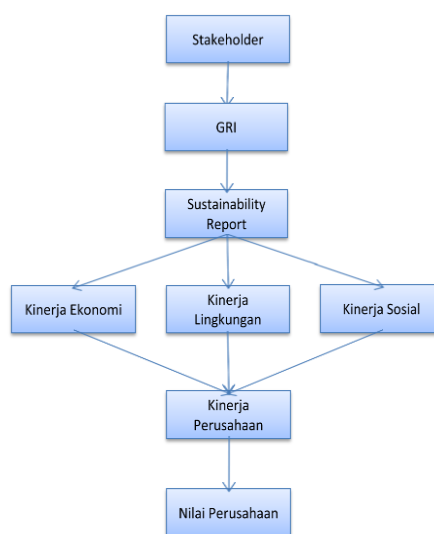 Stakeholder
GRI
Sustainability
Report
Kinerja Ekonomi
Kinerja
Lingkungan
Kinerja Sosial
Kinerja
Perusahaan
Nilai Perusahaan